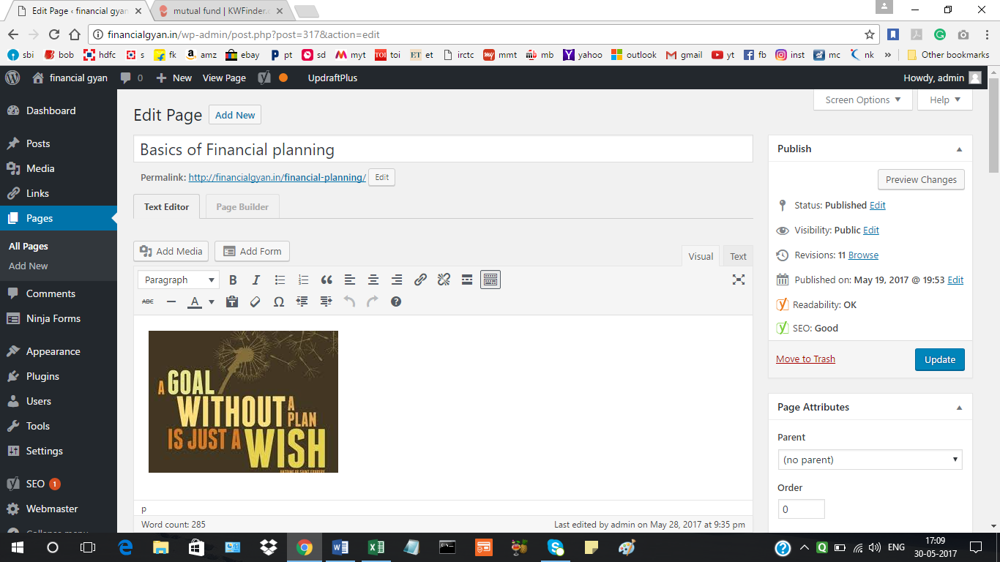 Edit Page ‹ financial gyan
mutual fund | KWFinder.c
financialgyan.in/wp-admin/post.php?post=317&action=edit
sbi bob hdfc s fk amz ebay pt sd myt toi et irctc mmt mb yahoo outlook gmail yt fb inst mc nk » Other bookmarks
financial gyan 0 New View Page UpdraftPlus Howdy, admin
Screen Options Help
Dashboard
Posts
Media
Links
Pages
All Pages
Add New
Comments
Ninja Forms
Appearance
Plugins
Users
Tools
Settings
SEO 1
Webmaster
Collapse menu
Edit Page Add New
Basics of Financial planning
Permalink: http://financialgyan.in/financial-planning/ Edit
Text Editor Page Builder
Add Media Add Form Visual Text
Paragraph B I
ABC A
A GOAL
WITHOUT A PLAN
IS JUST A WISH
ANTOINE DE SAINT EXUPERY
p
Word count: 285 Last edited by admin on May 28, 2017 at 9:35 pm
Publish
Preview Changes
Status: Published Edit
Visibility: Public Edit
Revisions: 11 Browse
Published on: May 19, 2017 @ 19:53 Edit
Readability: OK
SEO: Good
Move to Trash Update
Page Attributes
Parent
(no parent)
Order
0
ENG
17:09
30-05-2017